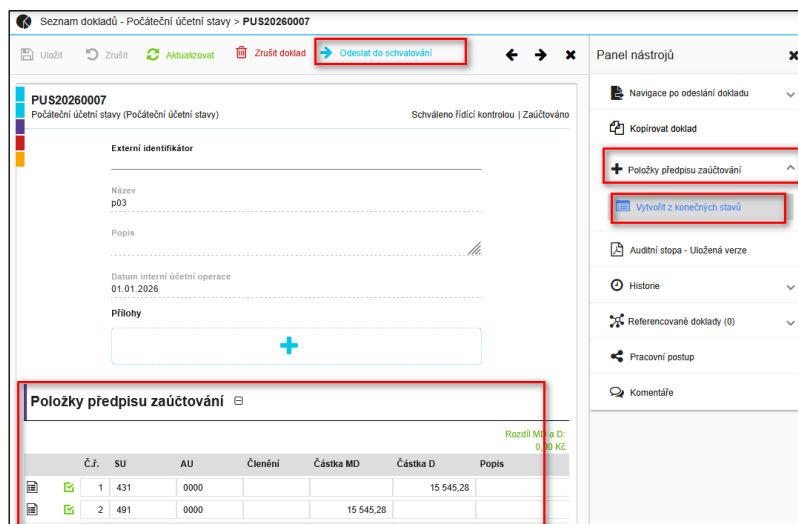 Seznam dokladů - Počáteční účetní stavy > PUS20260007
Uložit Zrušit Aktualizovat Zrušit doklad Odeslat do schvalování
PUS20260007
Počáteční účetní stavy (Počáteční účetní stavy) Schváleno řídící kontrolou | Zaúčtováno
Externí identifikátor
Název
p03
Popis
Datum interní účetní operace
01.01.2026
Přílohy
Položky předpisu zaúčtování
Rozdíl MD a D:
0,00 Kč
Č.ř. SU AU Členění Částka MD Částka D Popis
1 431 0000 15 545,28
2 491 0000 15 545,28
Panel nástrojů
Navigace po odeslání dokladu
Kopírovat doklad
Položky předpisu zaúčtování
Vytvořit z konečných stavů
Auditní stopa - Uložená verze
Historie
Referencované doklady (0)
Pracovní postup
Komentáře